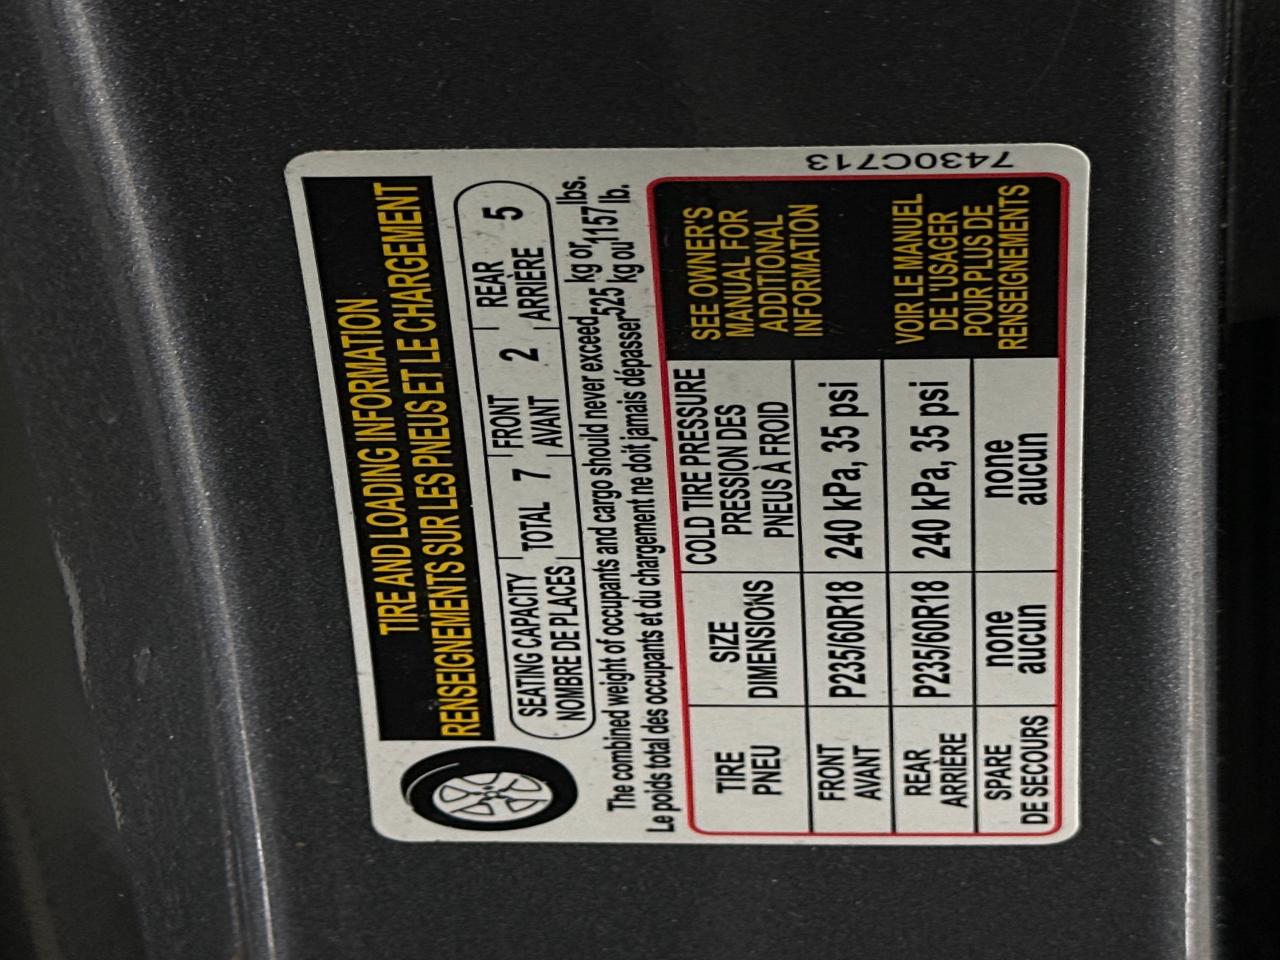 TIRE AND LOADING INFORMATION
RENSEIGNEMENTS SUR LES PNEUS ET LE CHARGEMENT
SEATING CAPACITY
NOMBRE DE PLACES
TOTAL 7
FRONT
AVANT
2
REAR
ARRIÈRE
5
The combined weight of occupants and cargo should never exceed 525 kg or 1157 lbs.
Le poids total des occupants et du chargement ne doit jamais dépasser 525 kg ou 1157 lb.
TIRE
PNEU
SIZE
DIMENSIONS
COLD TIRE PRESSURE
PRESSION DES
PNEUS À FROID
FRONT
AVANT
P235/60R18
240 kPa, 35 psi
REAR
ARRIÈRE
P235/60R18
240 kPa, 35 psi
SPARE
DE SECOURS
none
aucun
none
aucun
SEE OWNER'S
MANUAL FOR
ADDITIONAL
INFORMATION
VOIR LE MANUEL
DE L'USAGER
POUR PLUS DE
RENSEIGNEMENTS
7430C713